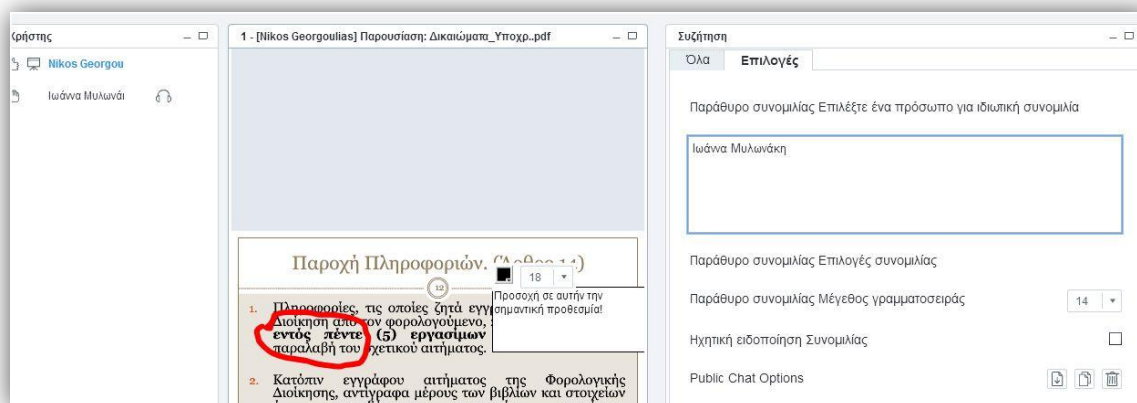 Χρήστης
Nikos Georgou
Ιωάννα Μυλωνάι
1 - [Nikos Georgoulias] Παρουσίαση: Δικαιώματα_Υποχρ..pdf
Παροχή Πληροφοριών. (Άρθρο 14)
18
12
Προσοχή σε αυτήν την
σημαντική προθεσμία!
1. Πληροφορίες, τις οποίες ζητά
Διοίκηση από τον φορολογούμενο,
εντός πέντε (5) εργασίμων
παραλαβή του σχετικού αιτήματος.
2. Κατόπιν εγγράφου αιτήματος της Φορολογικής
Διοίκησης, αντίγραφα μέρους των βιβλίων και στοιχείων
Συζήτηση
Όλα Επιλογές
Παράθυρο συνομιλίας Επιλέξτε ένα πρόσωπο για ιδιωτική συνομιλία
Ιωάννα Μυλωνάκη
Παράθυρο συνομιλίας Επιλογές συνομιλίας
Παράθυρο συνομιλίας Μέγεθος γραμματοσειράς 14
Ηχητική ειδοποίηση Συνομιλίας
Public Chat Options